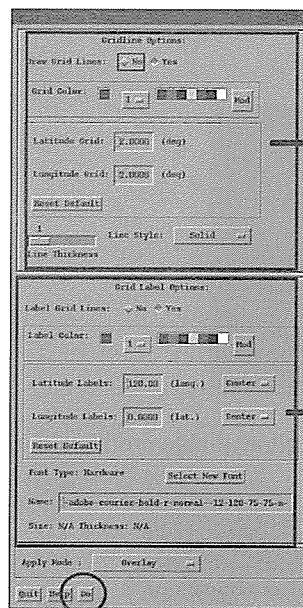 Gridline Options:
Draw Grid Lines: No Yes
Grid Color: 1 Mod
Latitude Grid: 2.0000 (deg)
Longitude Grid: 2.0000 (deg)
Reset Default
1
Line Style: Solid
Line Thickness
Grid Label Options:
Label Grid Lines: No Yes
Label Color: 1 Mod
Latitude Labels: 120.00 (long.) Center
Longitude Labels: 0.0000 (lat.) Center
Reset Default
Font Type: Hardware Select New Font
Name: -adobe-courier-bold-r-normal--12-120-75-75-m-
Size: N/A Thickness: N/A
Apply Mode : Overlay
Quit Help Do